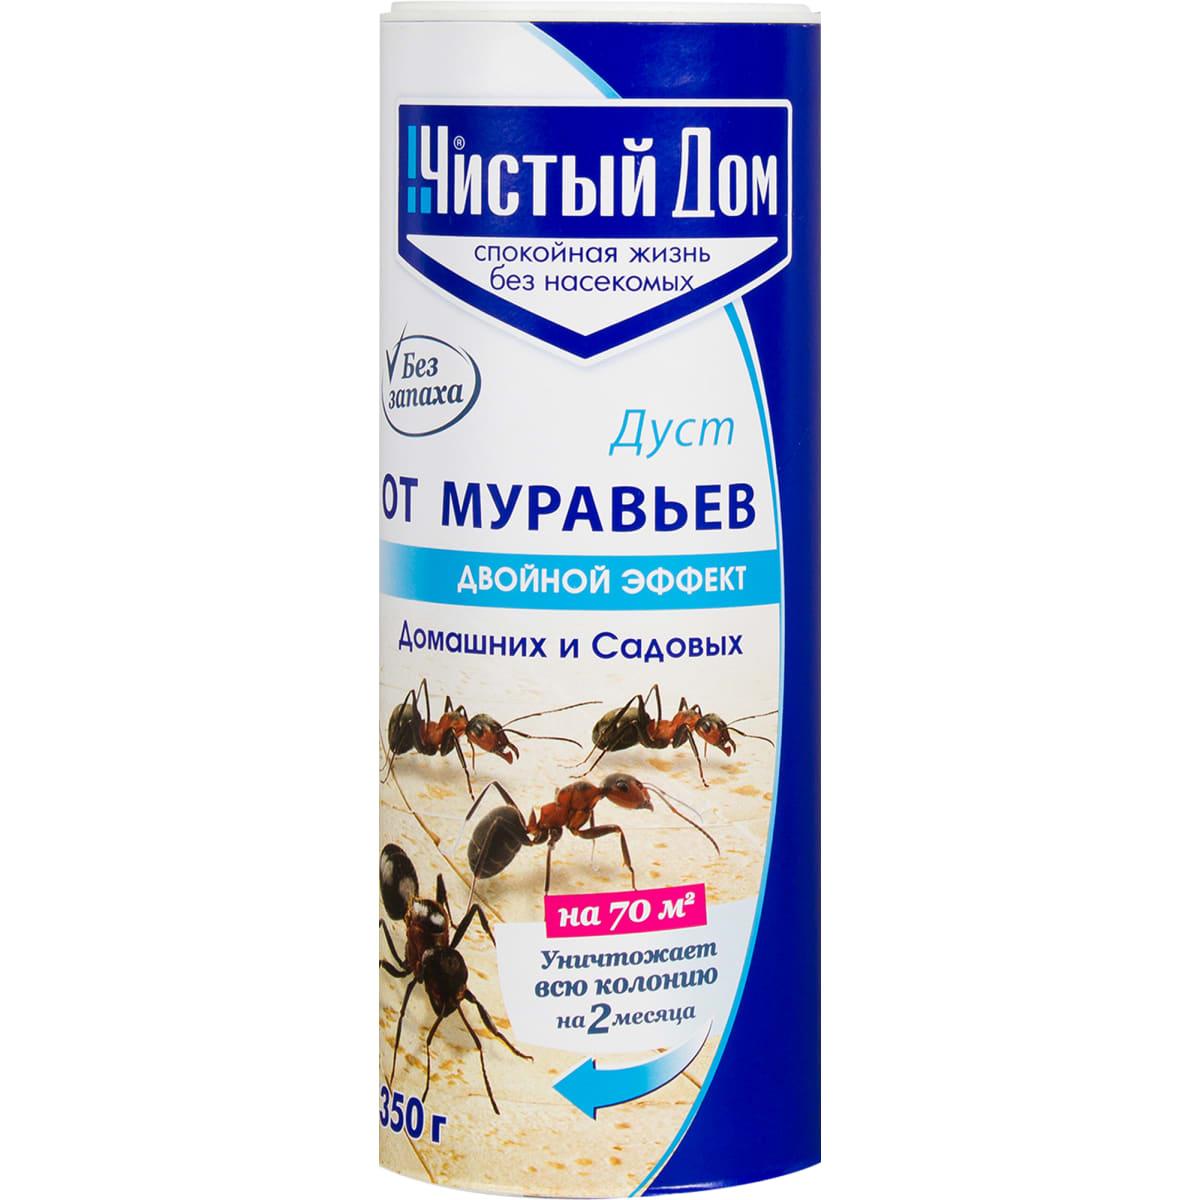 Чистый Дом
®
спокойная жизнь
без насекомых
Без
запаха
Дуст
ОТ МУРАВЬЕВ
ДВОЙНОЙ ЭФФЕКТ
Домашних и Садовых
на 70 м²
Уничтожает
всю колонию
на 2 месяца
350 г